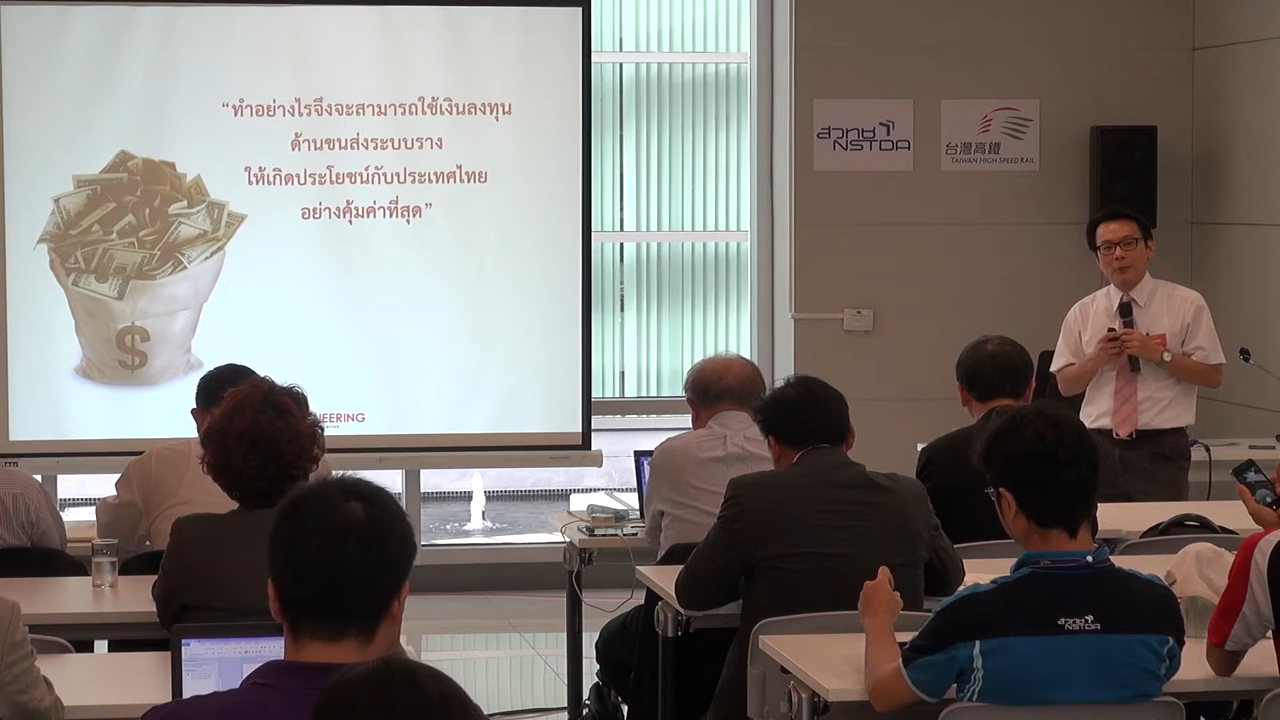 “ทำอย่างไรจึงจะสามารถใช้เงินลงทุน
ด้านขนส่งระบบราง
ให้เกิดประโยชน์กับประเทศไทย
อย่างคุ้มค่าที่สุด”
$
สวทช
NSTDA
台灣高鐵
TAIWAN HIGH SPEED RAIL
สวทช
NSTDA